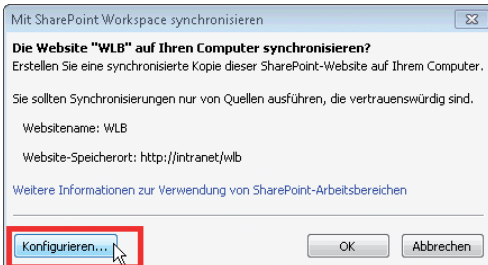 Mit SharePoint Workspace synchronisieren
Die Website "WLB" auf Ihren Computer synchronisieren?
Erstellen Sie eine synchronisierte Kopie dieser SharePoint-Website auf Ihrem Computer.
Sie sollten Synchronisierungen nur von Quellen ausführen, die vertrauenswürdig sind.
Websitename: WLB
Website-Speicherort: http://intranet/wlb
Weitere Informationen zur Verwendung von SharePoint-Arbeitsbereichen
Konfigurieren... OK Abbrechen